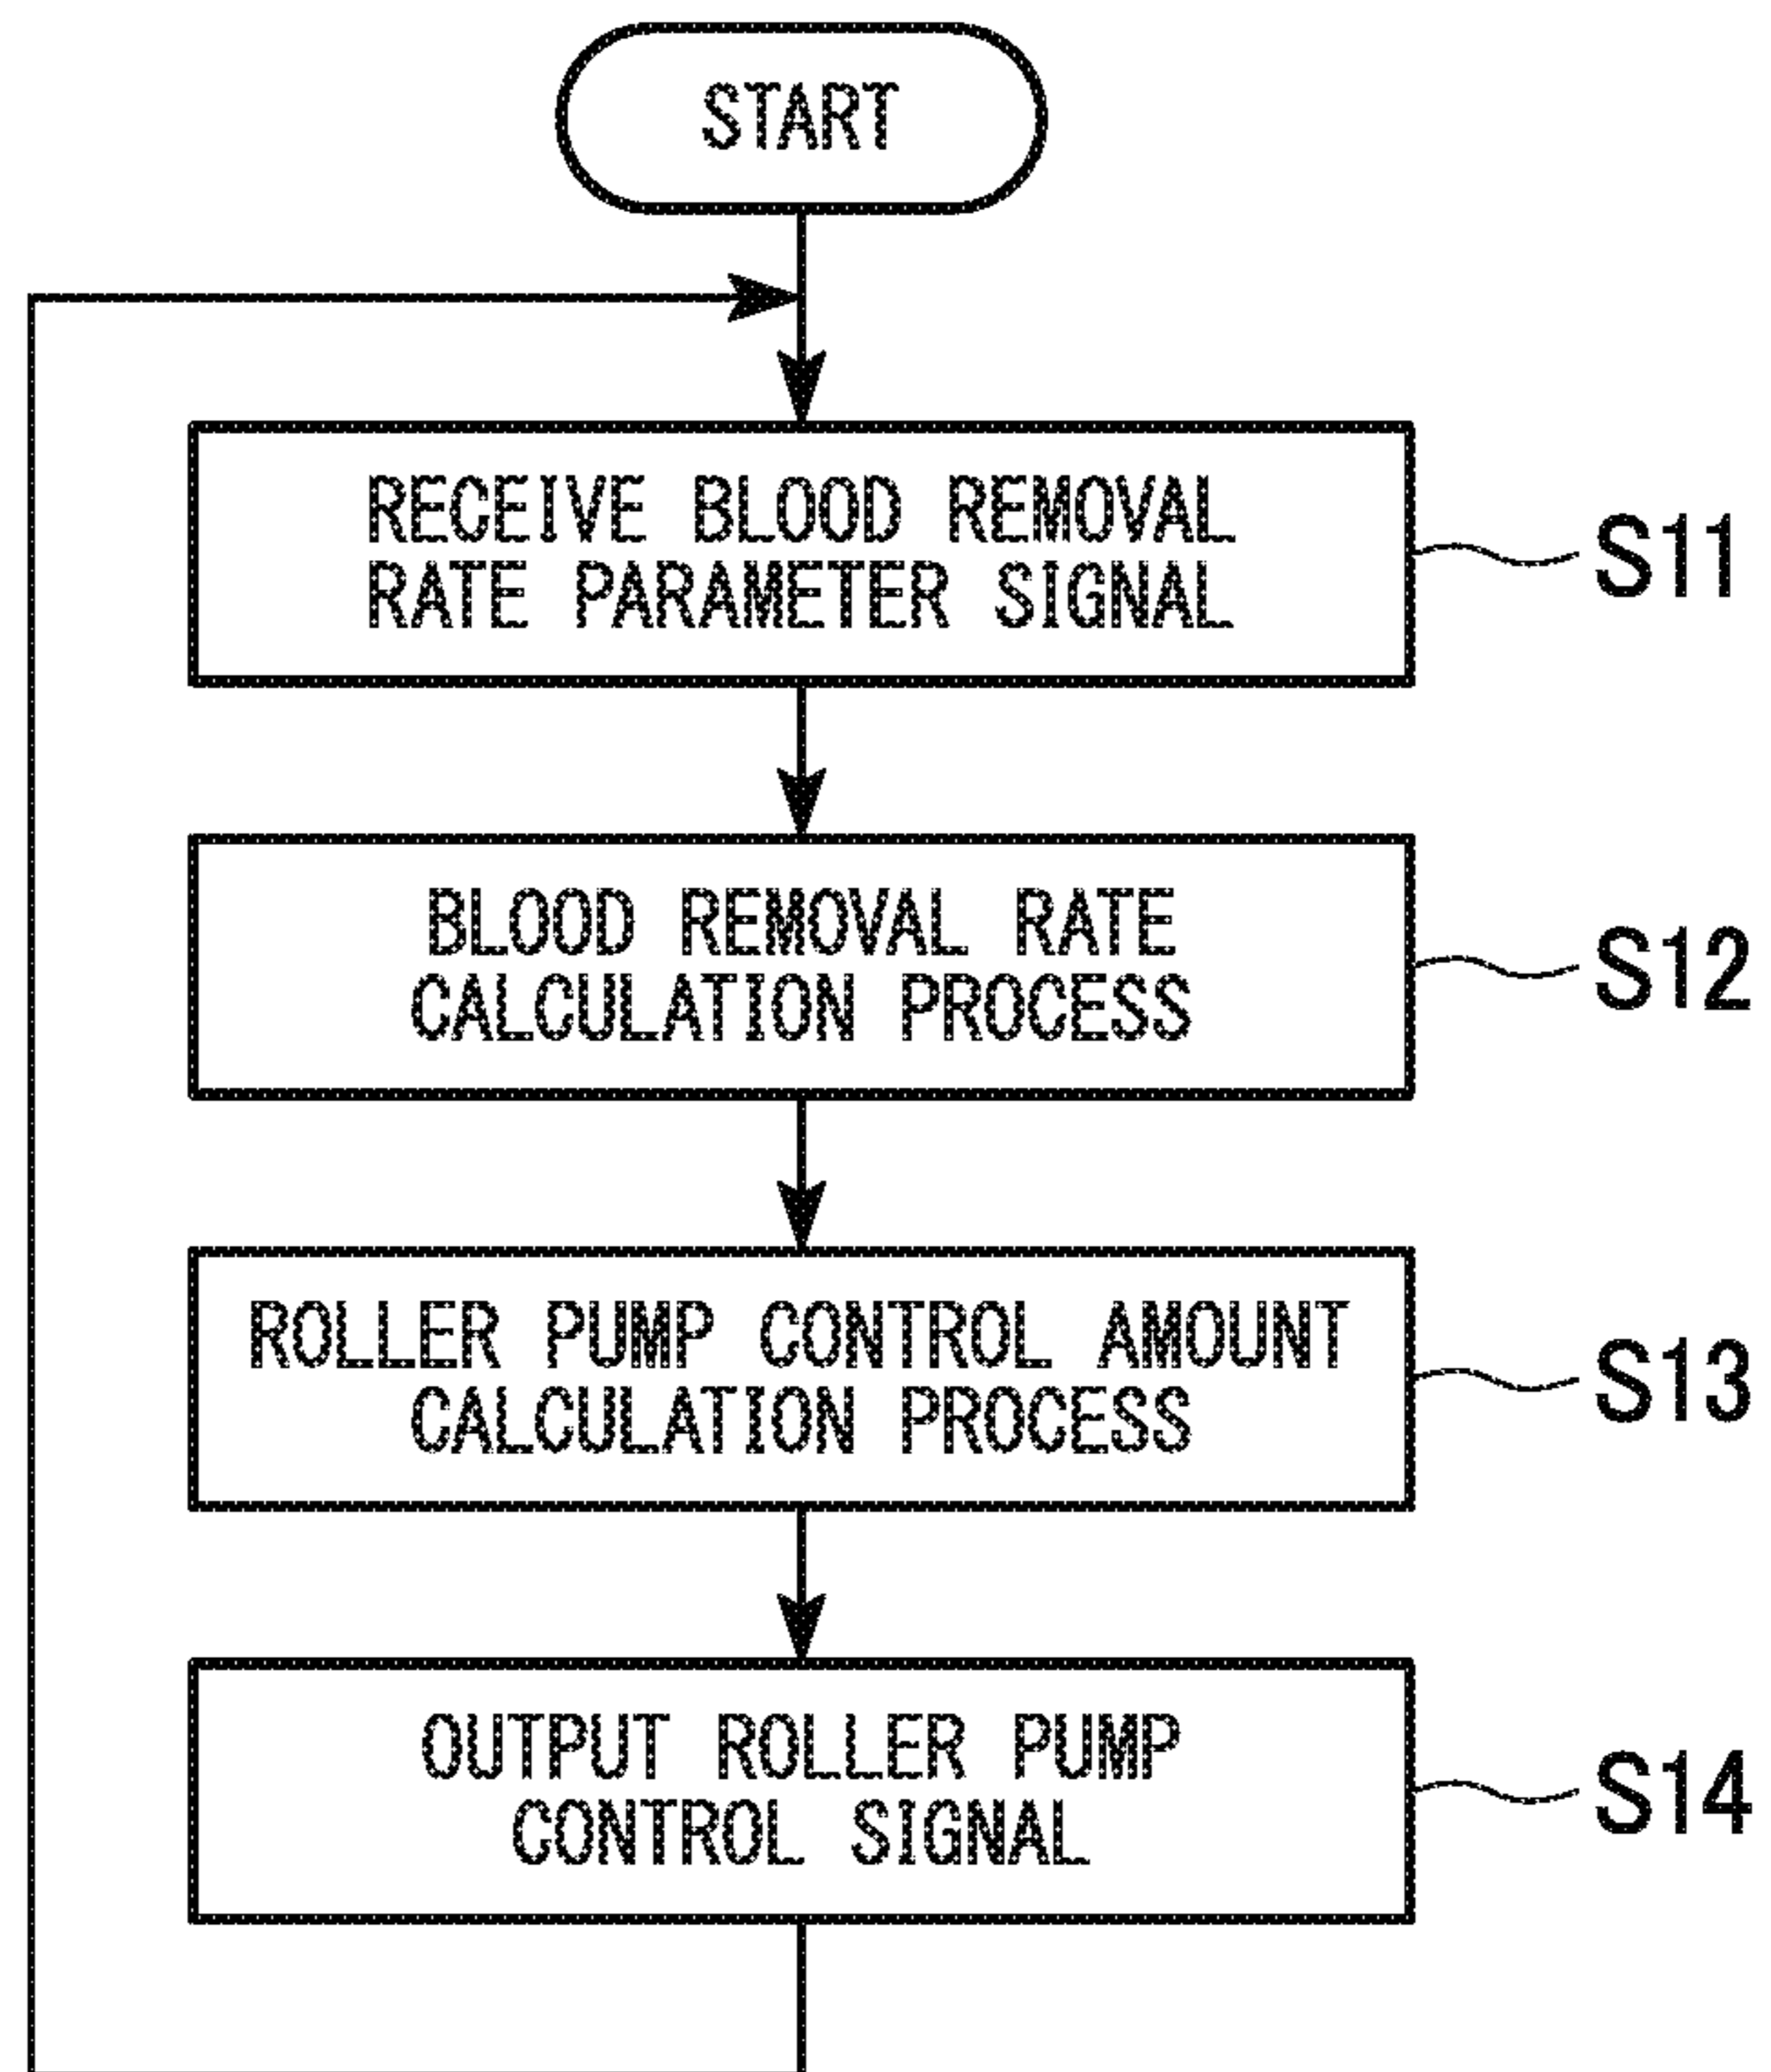 START
RECEIVE BLOOD REMOVAL
RATE PARAMETER SIGNAL
S11
BLOOD REMOVAL RATE
CALCULATION PROCESS
S12
ROLLER PUMP CONTROL AMOUNT
CALCULATION PROCESS
S13
OUTPUT ROLLER PUMP
CONTROL SIGNAL
S14